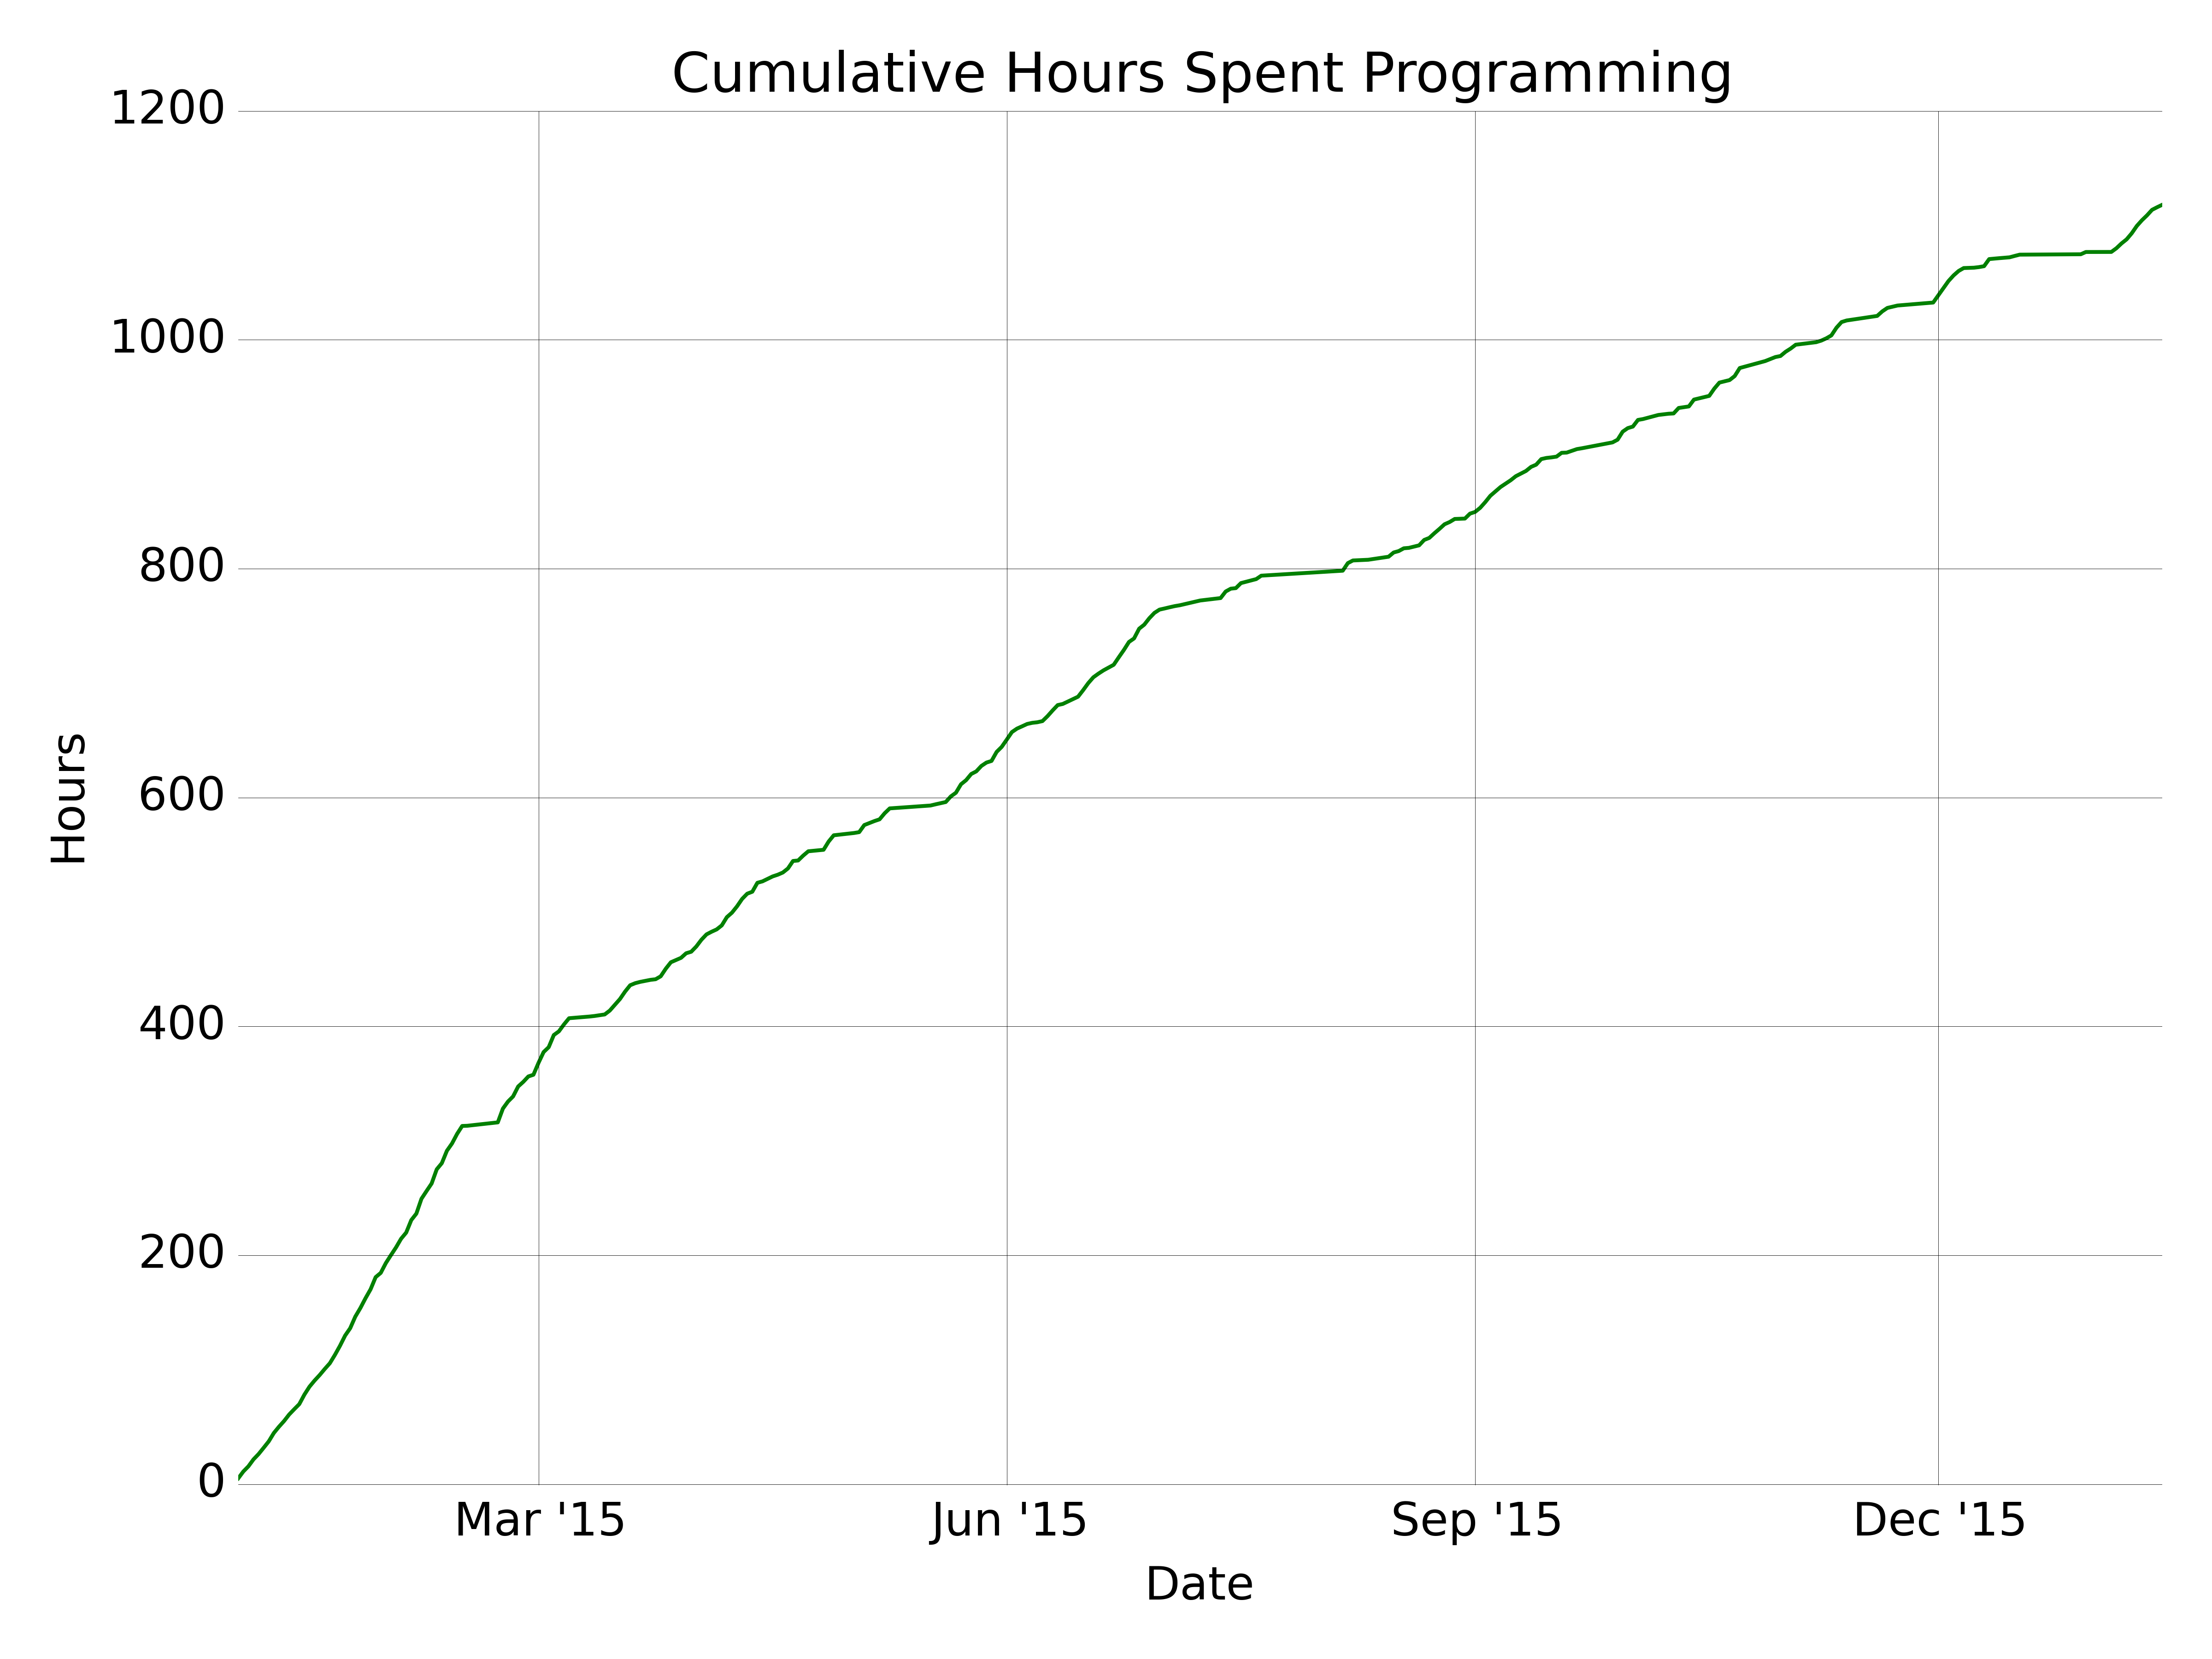 Cumulative Hours Spent Programming
1200
1000
800
600
400
200
0
Hours
Mar '15
Jun '15
Sep '15
Dec '15
Date